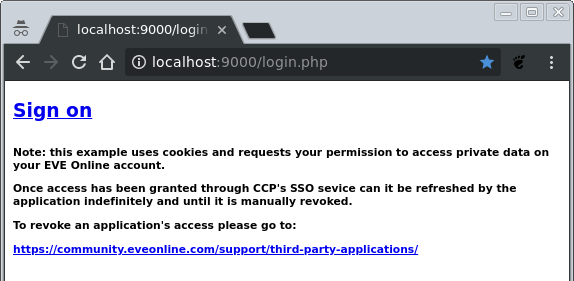 localhost:9000/login
localhost:9000/login.php
Sign on
Note: this example uses cookies and requests your permission to access private data on
your EVE Online account.
Once access has been granted through CCP's SSO sevice can it be refreshed by the
application indefinitely and until it is manually revoked.
To revoke an application's access please go to:
https://community.eveonline.com/support/third-party-applications/